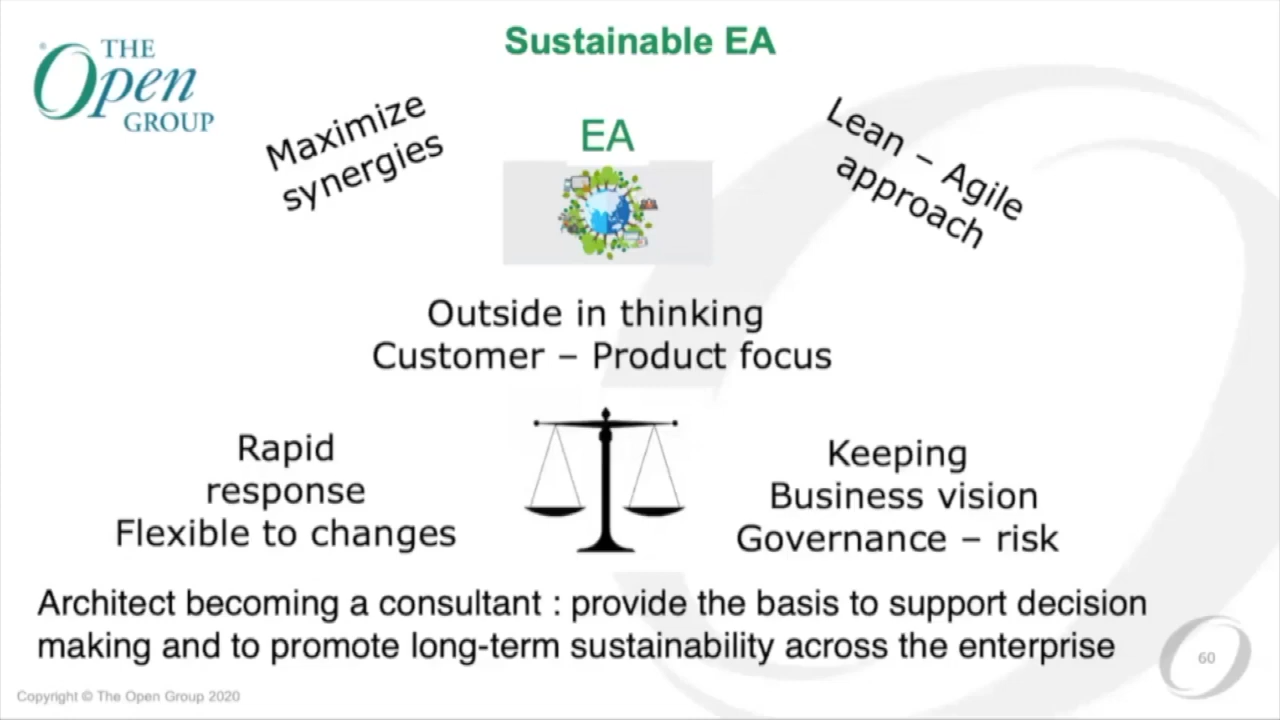 Sustainable EA
THE
Open
GROUP
Maximize
synergies
EA
Lean – Agile
approach
Outside in thinking
Customer – Product focus
Rapid
response
Flexible to changes
Keeping
Business vision
Governance – risk
Architect becoming a consultant : provide the basis to support decision
making and to promote long-term sustainability across the enterprise
60
Copyright © The Open Group 2020